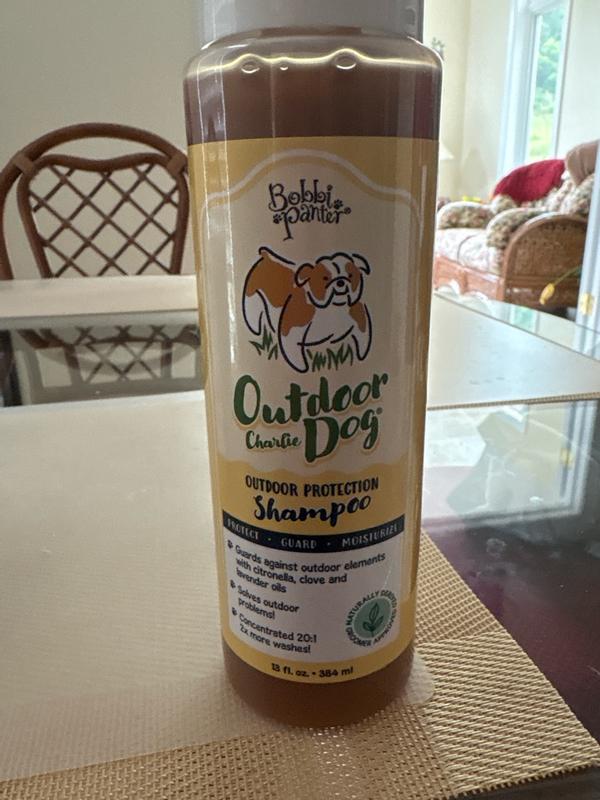 Bobbi
Panter®
Outdoor
Charlie Dog®
OUTDOOR PROTECTION
Shampoo
PROTECT • GUARD • MOISTURIZE
Guards against outdoor elements
with citronella, clove and
lavender oils
Solves outdoor
problems!
Concentrated 20:1
2x more washes!
NATURALLY DERIVED
GROOMER APPROVED
13 fl. oz. • 384 ml